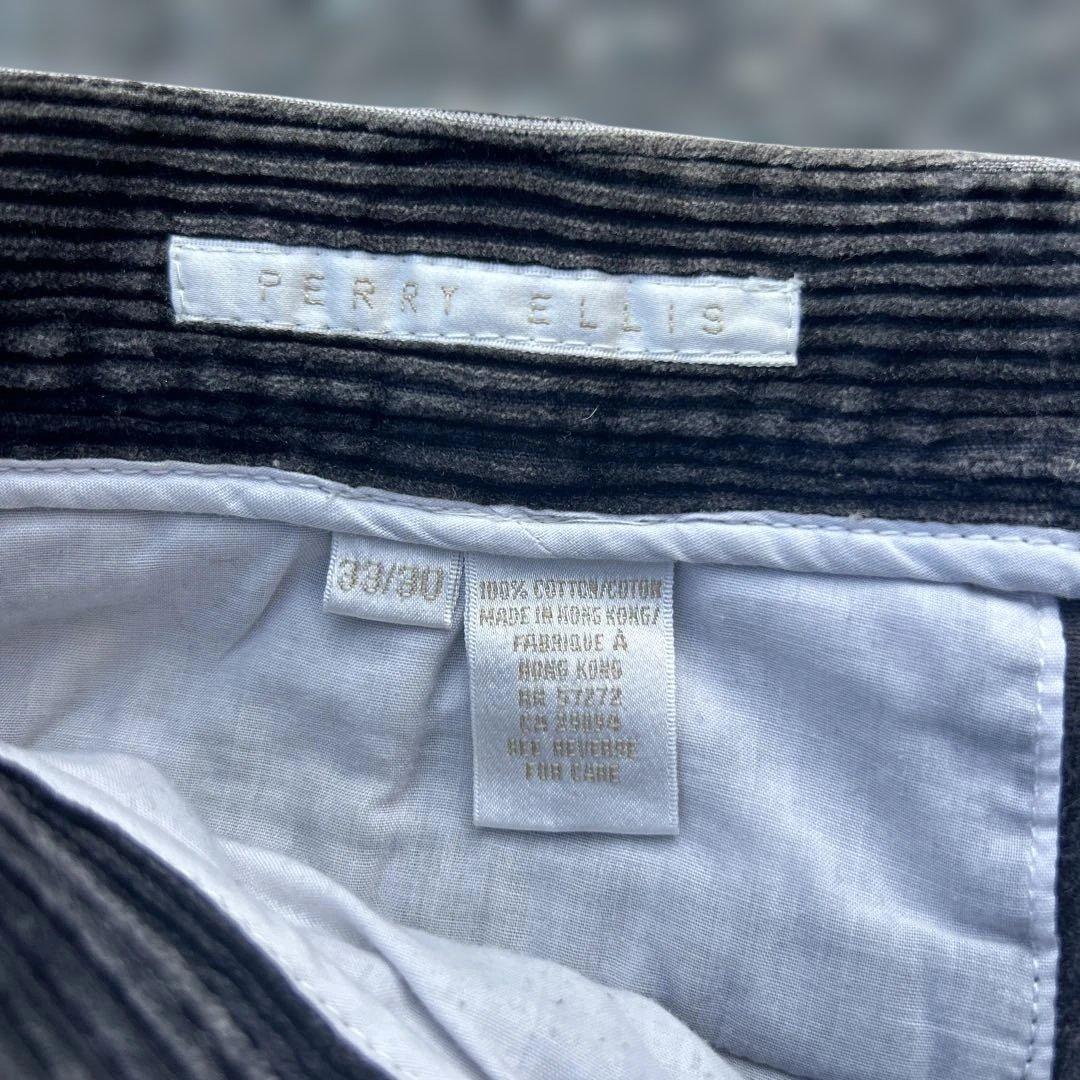 PERRY ELLIS
33/30
100% COTTON/COTON
MADE IN HONG KONG/
FABRIQUE À
HONG KONG
RN 57272
CA 29094
SEE REVERSE
FOR CARE